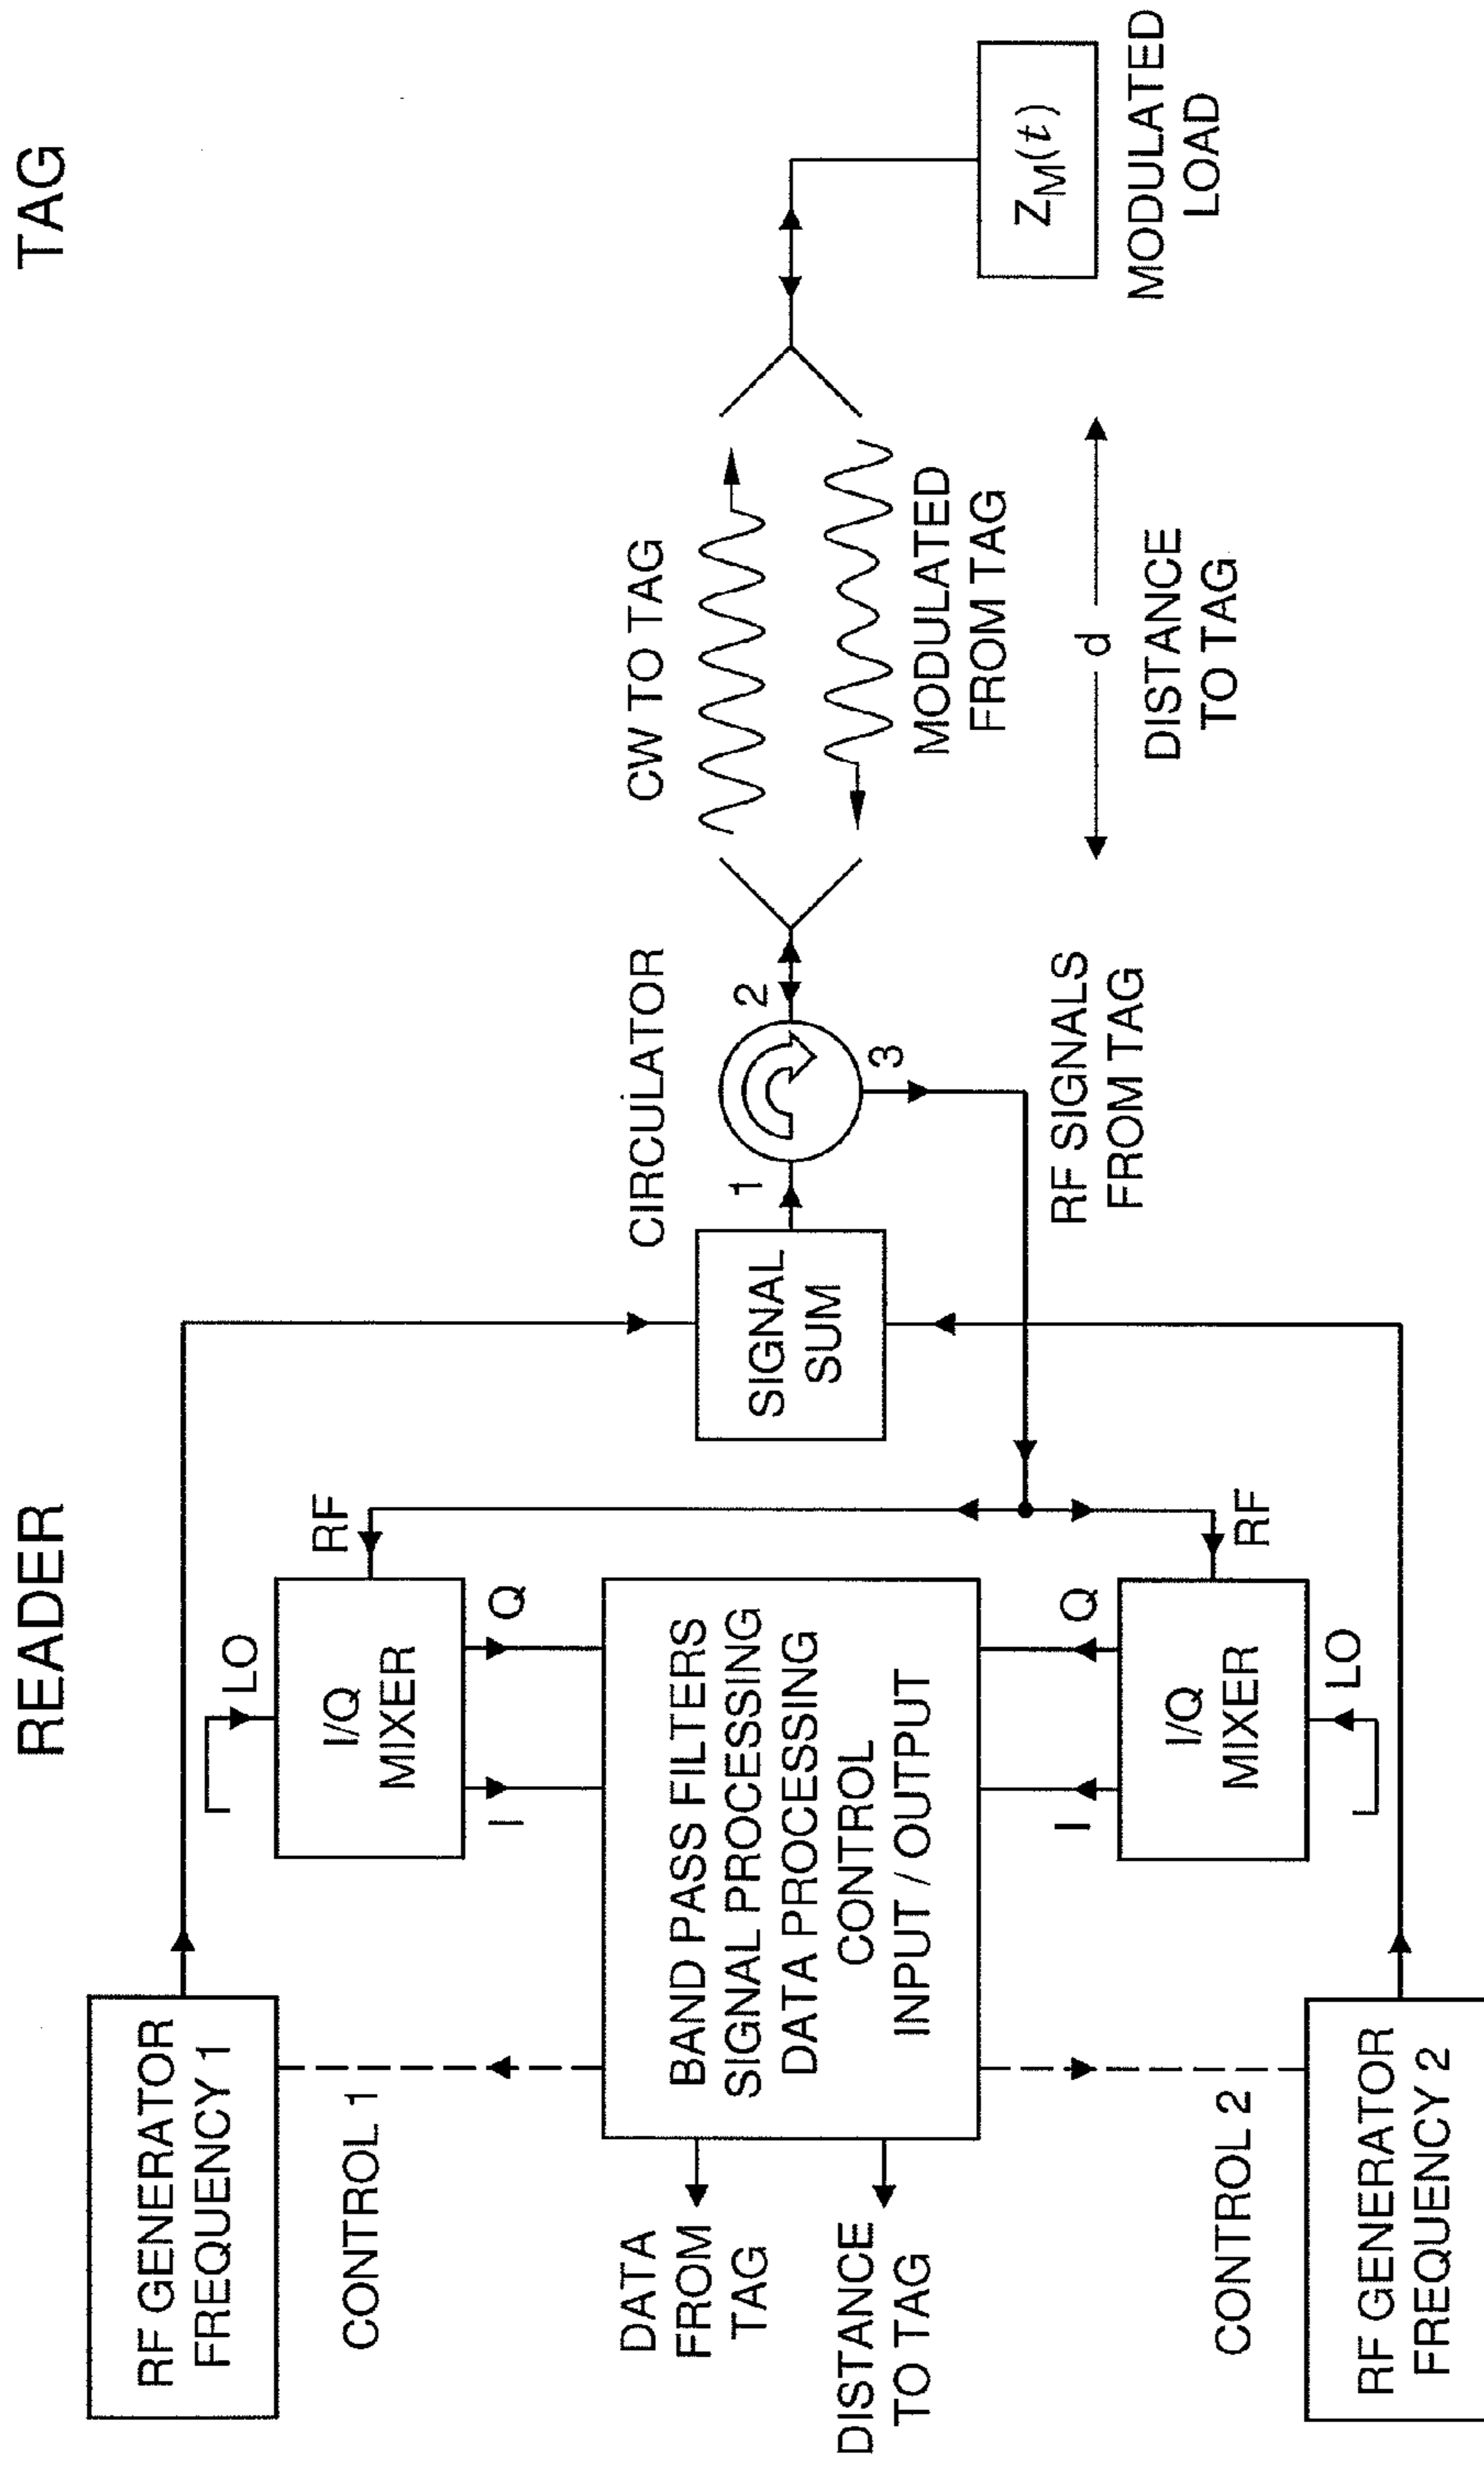 READER
TAG
RF GENERATOR
FREQUENCY 1
CONTROL 1
LO
I/Q
MIXER
RF
I
Q
BAND PASS FILTERS
SIGNAL PROCESSING
DATA PROCESSING
CONTROL
INPUT / OUTPUT
DATA
FROM
TAG
DISTANCE
TO TAG
I
Q
I/Q
MIXER
RF
LO
CONTROL 2
RF GENERATOR
FREQUENCY 2
SIGNAL
SUM
CIRCULATOR
1
2
3
RF SIGNALS
FROM TAG
CW TO TAG
MODULATED
FROM TAG
d
DISTANCE
TO TAG
Z_M(t)
MODULATED
LOAD